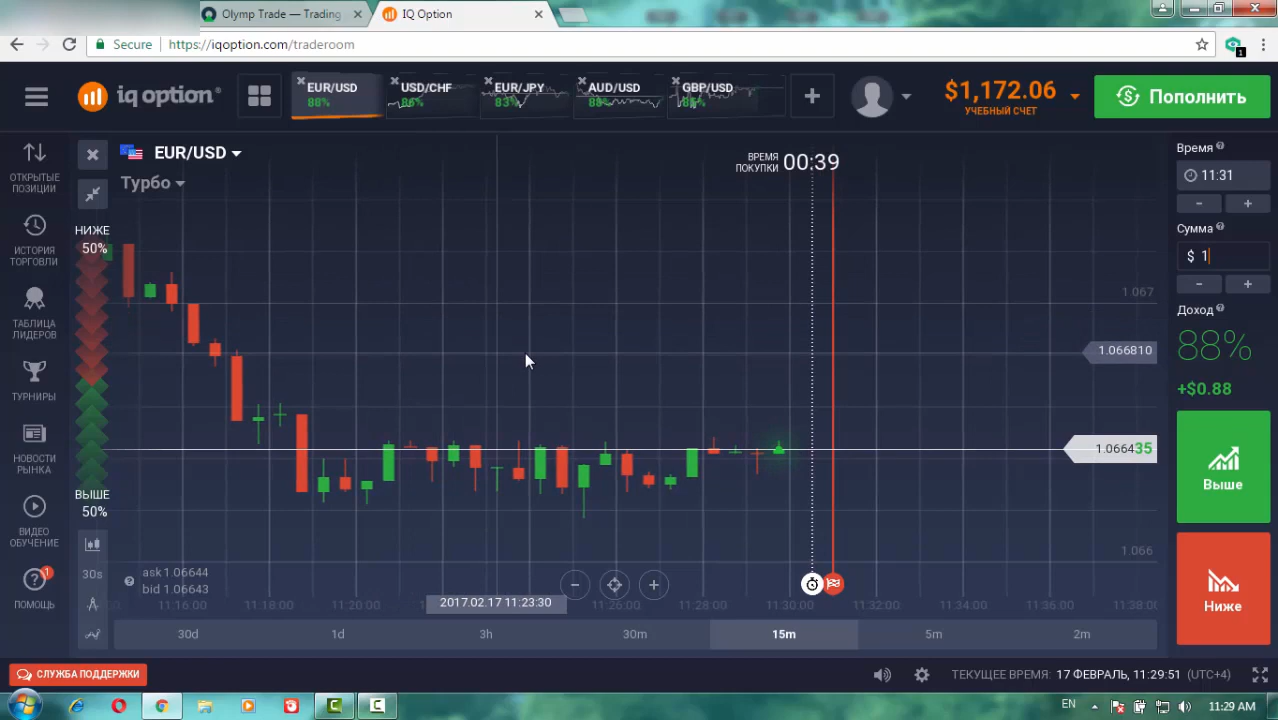 Olymp Trade — Trading
IQ Option
Secure
https://iqoption.com/traderoom
1
iq option
EUR/USD
88%
USD/CHF
86%
EUR/JPY
83%
AUD/USD
88%
GBP/USD
$1,172.06
УЧЕБНЫЙ СЧЕТ
Пополнить
ОТКРЫТЫЕ
ПОЗИЦИИ
ИСТОРИЯ
ТОРГОВЛИ
ТАБЛИЦА
ЛИДЕРОВ
ТУРНИРЫ
НОВОСТИ
РЫНКА
ВИДЕО
ОБУЧЕНИЕ
1
ПОМОЩЬ
EUR/USD
Турбо
НИЖЕ
50%
ВЫШЕ
50%
30s
ВРЕМЯ
ПОКУПКИ
00:39
1.067
1.066810
1.066435
1.066
ask 1.06644
bid 1.06643
11:16:00
11:18:00
11:20:00
2017.02.17 11:23:30
11:26:00
11:28:00
11:30:00
11:32:00
11:34:00
11:36:00
11:38:00
30d
1d
3h
30m
15m
5m
2m
Время
11:31
- +
Сумма
$ 1
- +
Доход
88%
+$0.88
Выше
Ниже
СЛУЖБА ПОДДЕРЖКИ
ТЕКУЩЕЕ ВРЕМЯ: 17 ФЕВРАЛЬ, 11:29:51 (UTC+4)
EN
11:29 AM